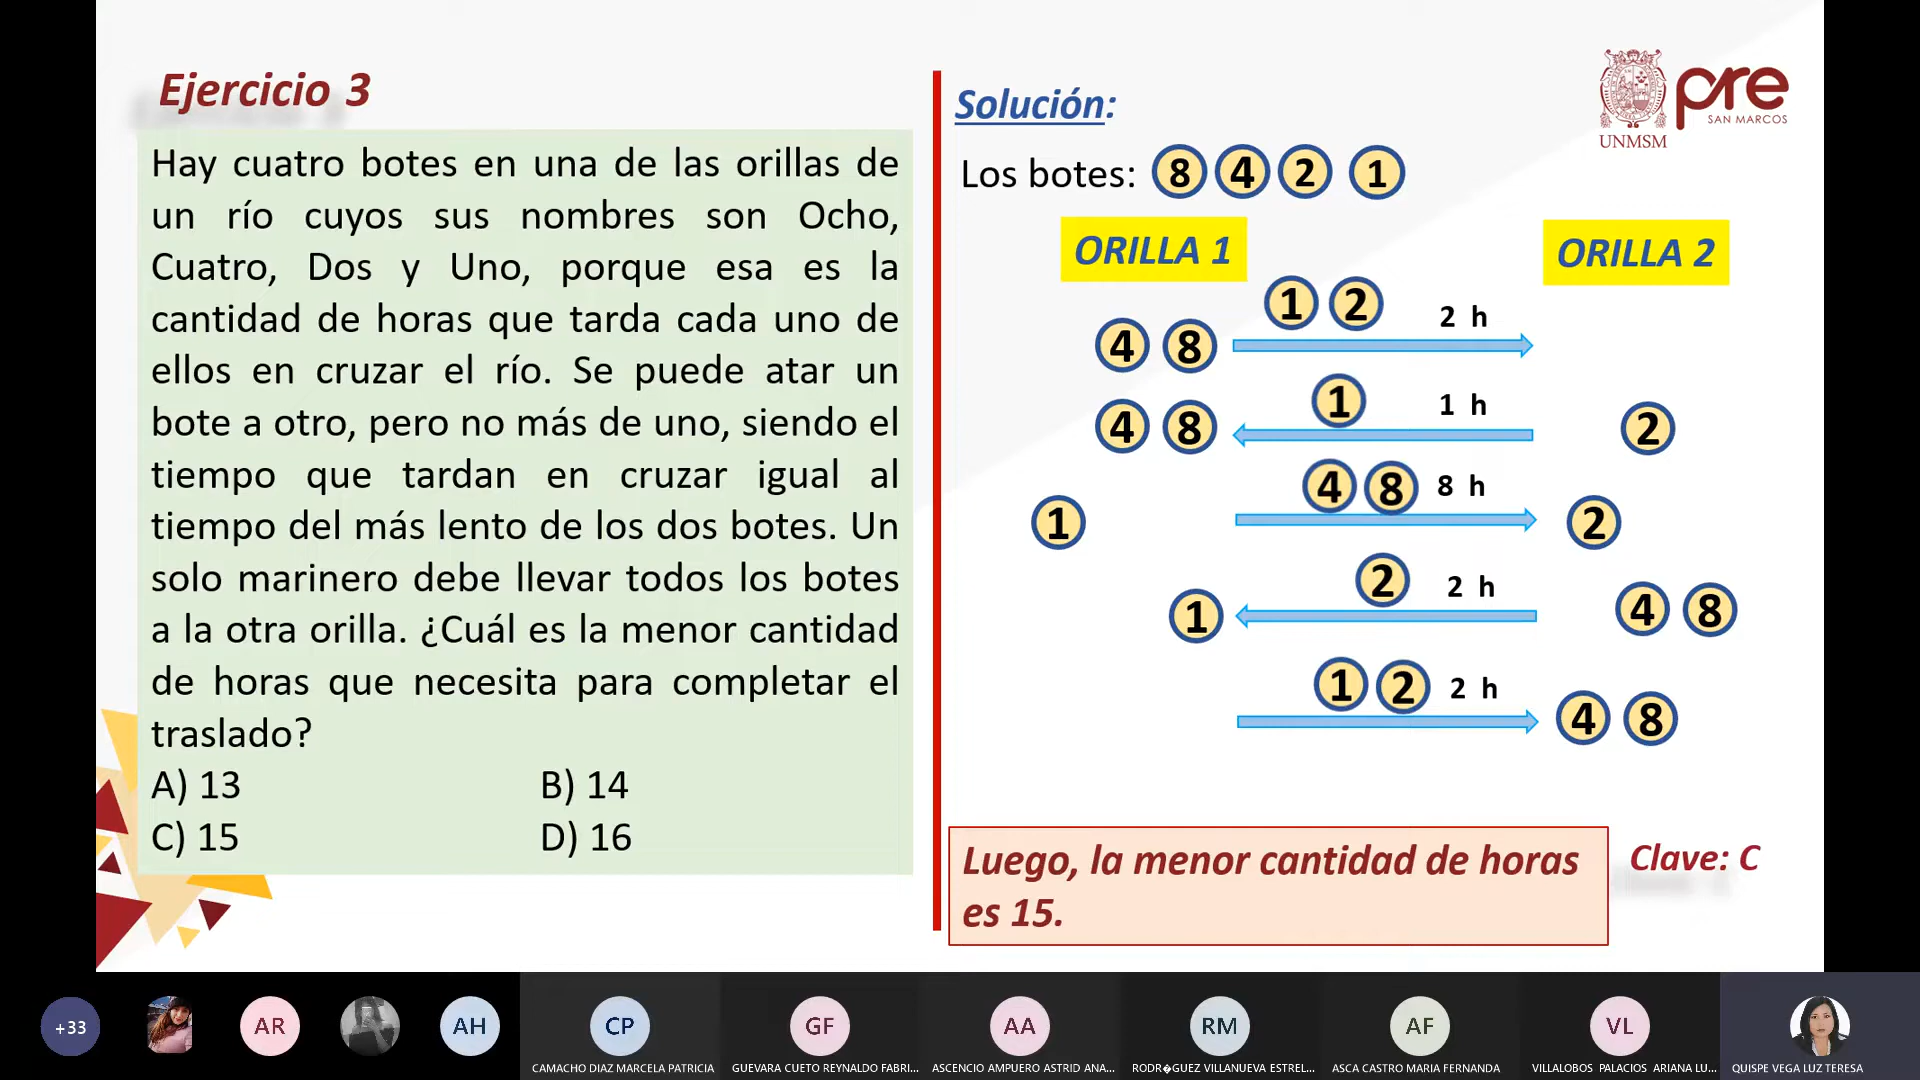 Ejercicio 3
Hay cuatro botes en una de las orillas de
un río cuyos sus nombres son Ocho,
Cuatro, Dos y Uno, porque esa es la
cantidad de horas que tarda cada uno de
ellos en cruzar el río. Se puede atar un
bote a otro, pero no más de uno, siendo el
tiempo que tardan en cruzar igual al
tiempo del más lento de los dos botes. Un
solo marinero debe llevar todos los botes
a la otra orilla. ¿Cuál es la menor cantidad
de horas que necesita para completar el
traslado?
A) 13 B) 14
C) 15 D) 16
Solución:
UNMSM
pre
SAN MARCOS
Los botes: 8 4 2 1
ORILLA 1 ORILLA 2
1 2 2 h
4 8
1 1 h
4 8 2
4 8 8 h
1 2
2 2 h
1 4 8
1 2 2 h
4 8
Luego, la menor cantidad de horas
es 15.
Clave: C
+33 AR AH CP GF AA RM AF VL
CAMACHO DIAZ MARCELA PATRICIA GUEVARA CUETO REYNALDO FABRI... ASCENCIO AMPUERO ASTRID ANA... RODR�GUEZ VILLANUEVA ESTREL... ASCA CASTRO MARIA FERNANDA VILLALOBOS PALACIOS ARIANA LU... QUISPE VEGA LUZ TERESA